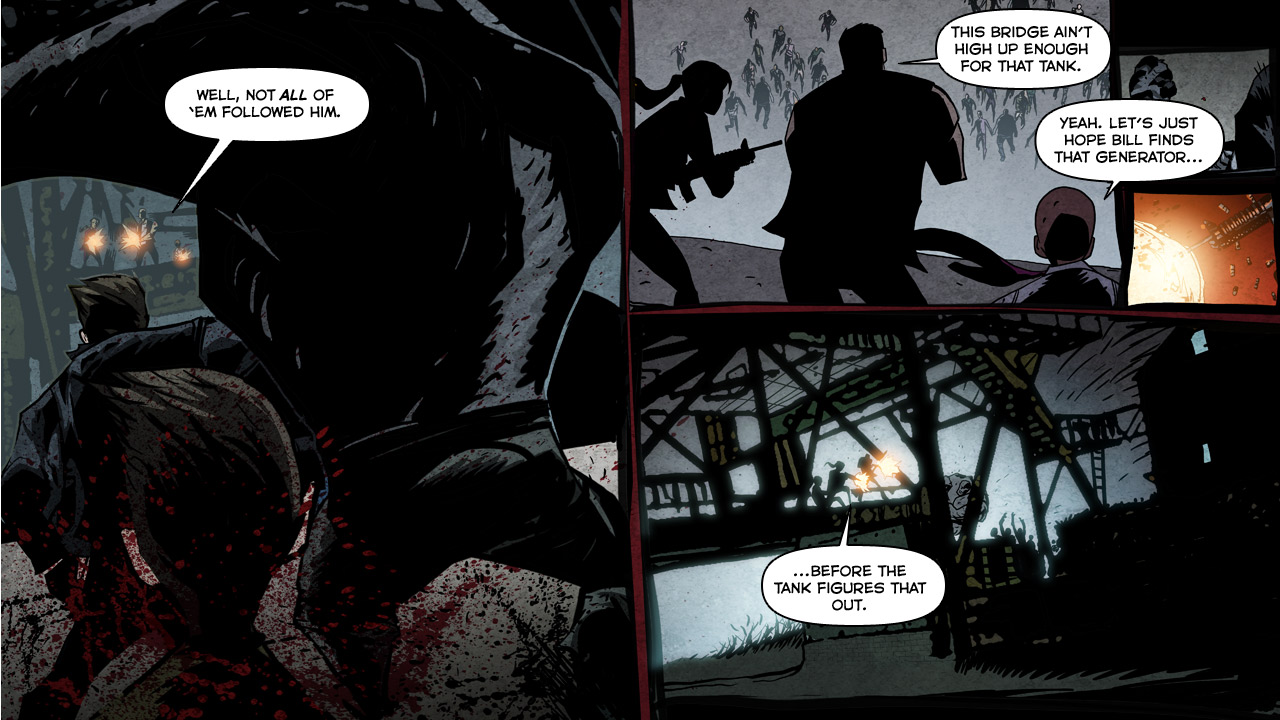 WELL, NOT ALL OF
'EM FOLLOWED HIM.
THIS BRIDGE AIN'T
HIGH UP ENOUGH
FOR THAT TANK.
YEAH. LET'S JUST
HOPE BILL FINDS
THAT GENERATOR...
...BEFORE THE
TANK FIGURES THAT
OUT.